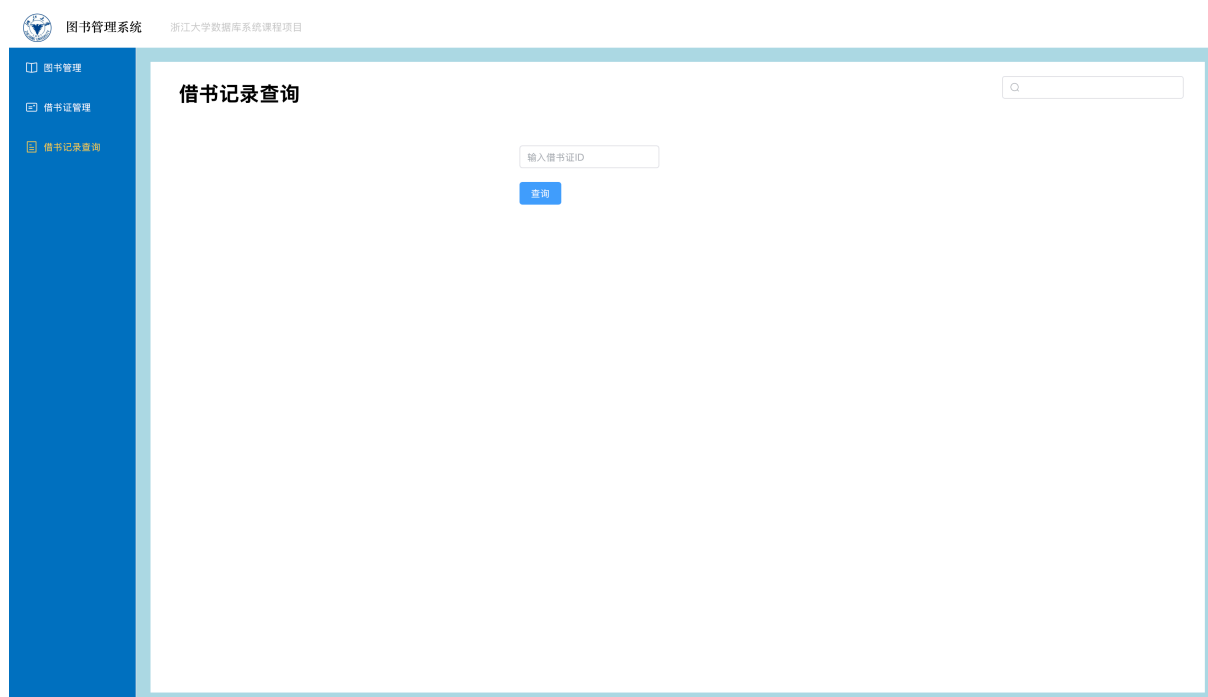 图书管理系统 浙江大学数据库系统课程项目
图书管理
借书证管理
借书记录查询
借书记录查询
输入借书证ID
查询